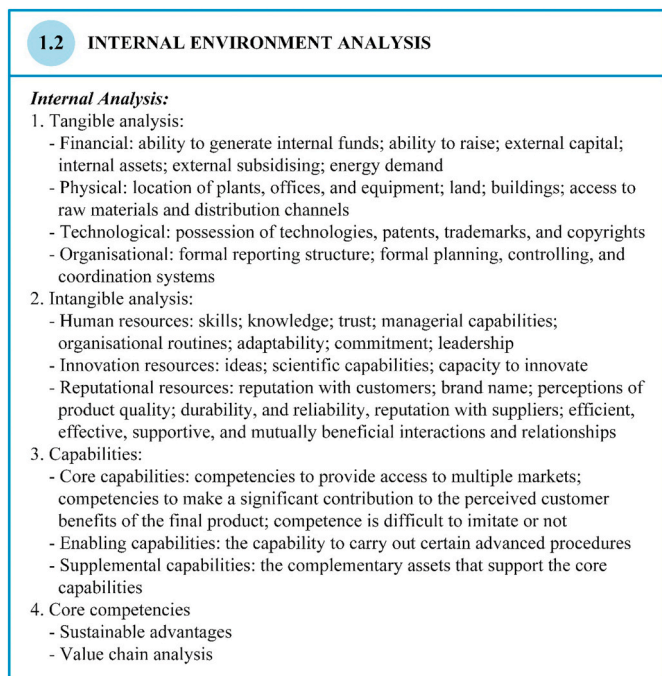 1.2 INTERNAL ENVIRONMENT ANALYSIS
Internal Analysis:
1. Tangible analysis:
- Financial: ability to generate internal funds; ability to raise; external capital;
internal assets; external subsidising; energy demand
- Physical: location of plants, offices, and equipment; land; buildings; access to
raw materials and distribution channels
- Technological: possession of technologies, patents, trademarks, and copyrights
- Organisational: formal reporting structure; formal planning, controlling, and
coordination systems
2. Intangible analysis:
- Human resources: skills; knowledge; trust; managerial capabilities;
organisational routines; adaptability; commitment; leadership
- Innovation resources: ideas; scientific capabilities; capacity to innovate
- Reputational resources: reputation with customers; brand name; perceptions of
product quality; durability, and reliability, reputation with suppliers; efficient,
effective, supportive, and mutually beneficial interactions and relationships
3. Capabilities:
- Core capabilities: competencies to provide access to multiple markets;
competencies to make a significant contribution to the perceived customer
benefits of the final product; competence is difficult to imitate or not
- Enabling capabilities: the capability to carry out certain advanced procedures
- Supplemental capabilities: the complementary assets that support the core
capabilities
4. Core competencies
- Sustainable advantages
- Value chain analysis